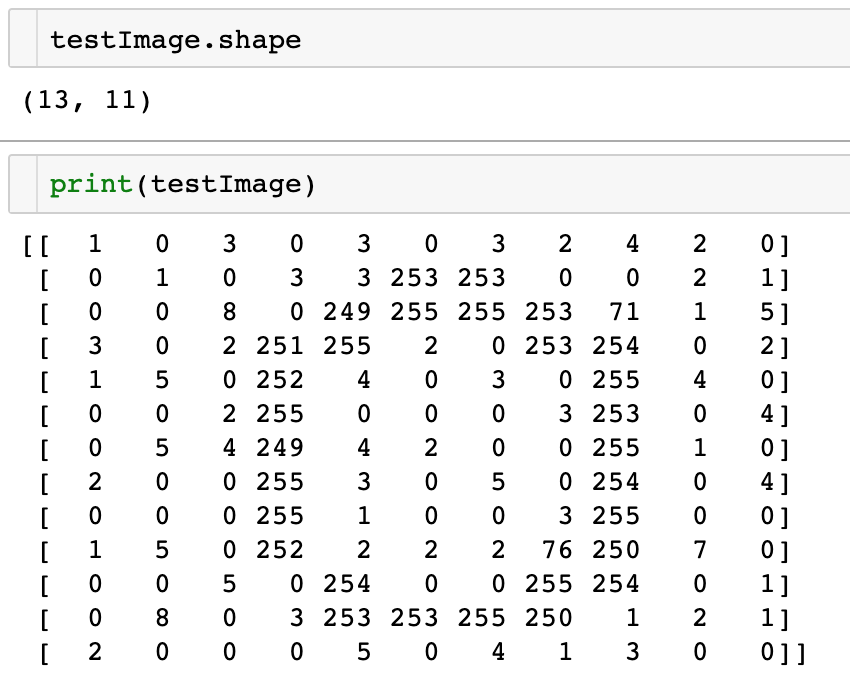 testImage.shape
(13, 11)
print(testImage)
[[  1   0   3   0   3   0   3   2   4   2   0]
 [  0   1   0   3   3 253 253   0   0   2   1]
 [  0   0   8   0 249 255 255 253  71   1   5]
 [  3   0   2 251 255   2   0 253 254   0   2]
 [  1   5   0 252   4   0   3   0 255   4   0]
 [  0   0   2 255   0   0   0   3 253   0   4]
 [  0   5   4 249   4   2   0   0 255   1   0]
 [  2   0   0 255   3   0   5   0 254   0   4]
 [  0   0   0 255   1   0   0   3 255   0   0]
 [  1   5   0 252   2   2   2  76 250   7   0]
 [  0   0   5   0 254   0   0 255 254   0   1]
 [  0   8   0   3 253 253 255 250   1   2   1]
 [  2   0   0   0   5   0   4   1   3   0   0]]